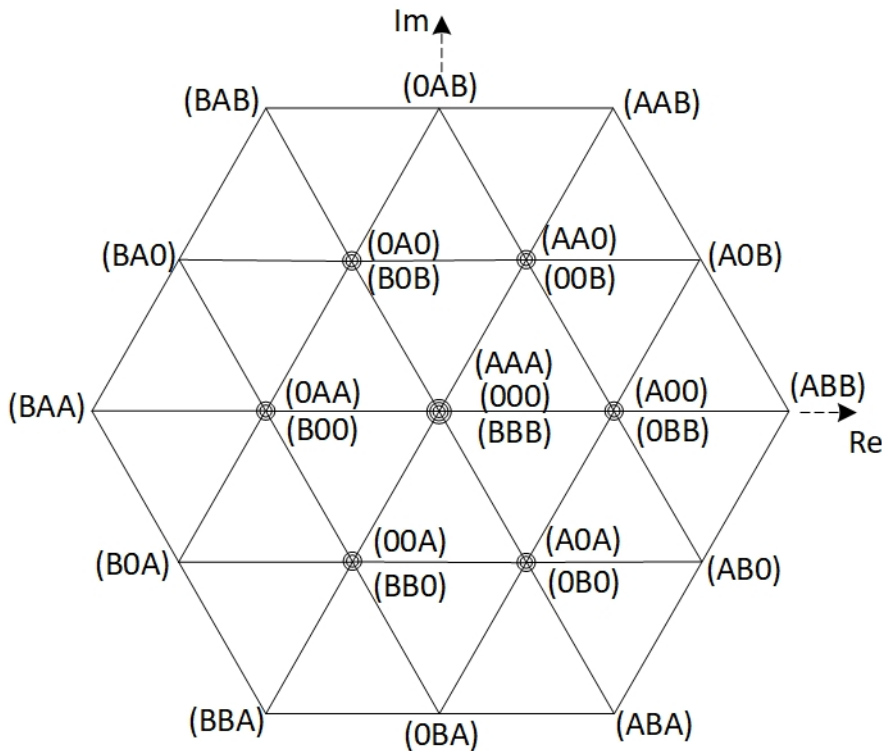 Im
(BAB)
(0AB)
(AAB)
(BA0)
(0A0)
(B0B)
(AA0)
(00B)
(A0B)
(BAA)
(0AA)
(B00)
(AAA)
(000)
(BBB)
(A00)
(0BB)
(ABB)
Re
(B0A)
(00A)
(BB0)
(A0A)
(0B0)
(AB0)
(BBA)
(0BA)
(ABA)